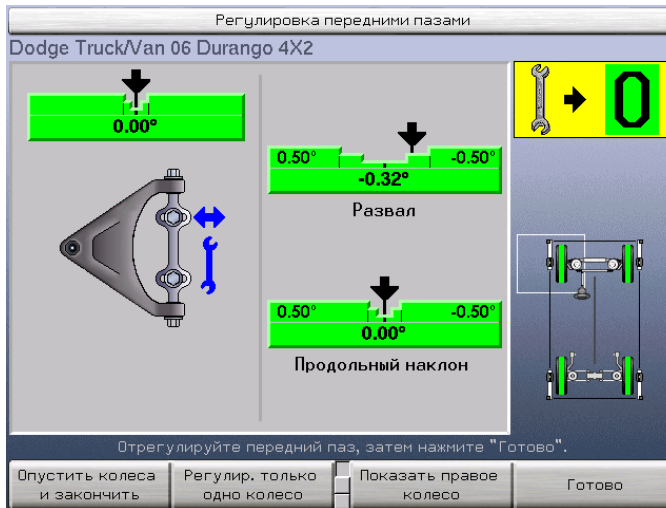 Регулировка передними пазами
Dodge Truck/Van 06 Durango 4X2
0.00°
0
0.50°
-0.50°
-0.32°
Развал
0.50°
-0.50°
0.00°
Продольный наклон
Отрегулируйте передний паз, затем нажмите "Готово".
Опустить колеса
и закончить
Регулир. только
одно колесо
Показать правое
колесо
Готово